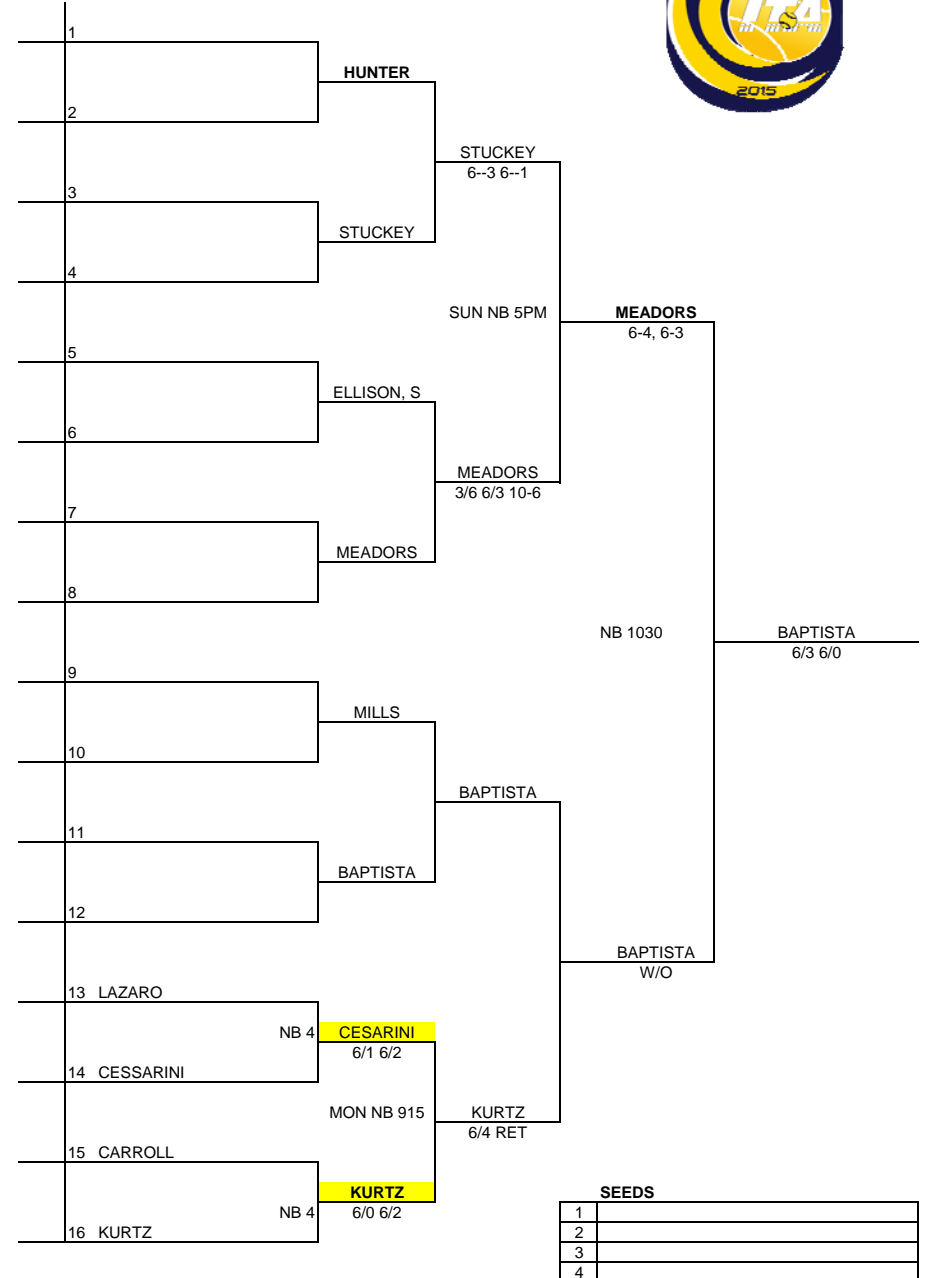 ITA
2015
1
HUNTER
2
STUCKEY
6--3 6--1
3
STUCKEY
4
SUN NB 5PM
MEADORS
6-4, 6-3
5
ELLISON, S
6
MEADORS
3/6 6/3 10-6
7
MEADORS
8
NB 1030
BAPTISTA
6/3 6/0
9
MILLS
10
BAPTISTA
11
BAPTISTA
12
BAPTISTA
W/O
13 LAZARO
NB 4
CESARINI
6/1 6/2
14 CESSARINI
MON NB 915
KURTZ
6/4 RET
15 CARROLL
KURTZ
NB 4
6/0 6/2
16 KURTZ
SEEDS
1
2
3
4